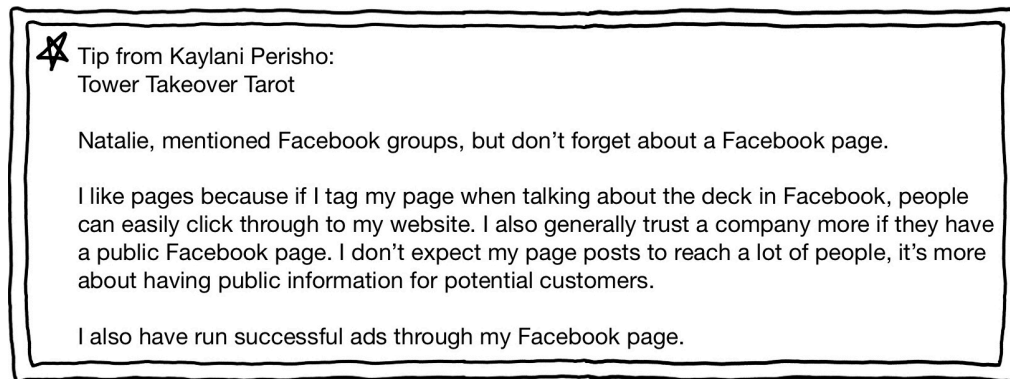 Tip from Kaylani Perisho:
Tower Takeover Tarot
Natalie, mentioned Facebook groups, but don’t forget about a Facebook page.
I like pages because if I tag my page when talking about the deck in Facebook, people
can easily click through to my website. I also generally trust a company more if they have
a public Facebook page. I don’t expect my page posts to reach a lot of people, it’s more
about having public information for potential customers.
I also have run successful ads through my Facebook page.